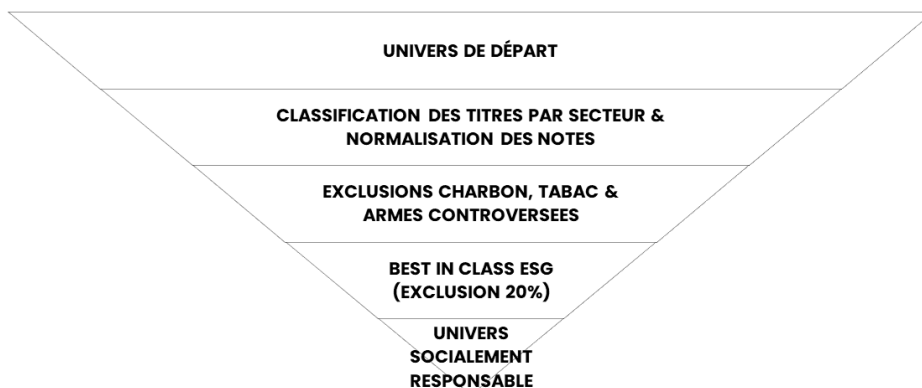 UNIVERS DE DÉPART
CLASSIFICATION DES TITRES PAR SECTEUR &
NORMALISATION DES NOTES
EXCLUSIONS CHARBON, TABAC &
ARMES CONTROVERSEES
BEST IN CLASS ESG
(EXCLUSION 20%)
UNIVERS
SOCIALEMENT
RESPONSABLE